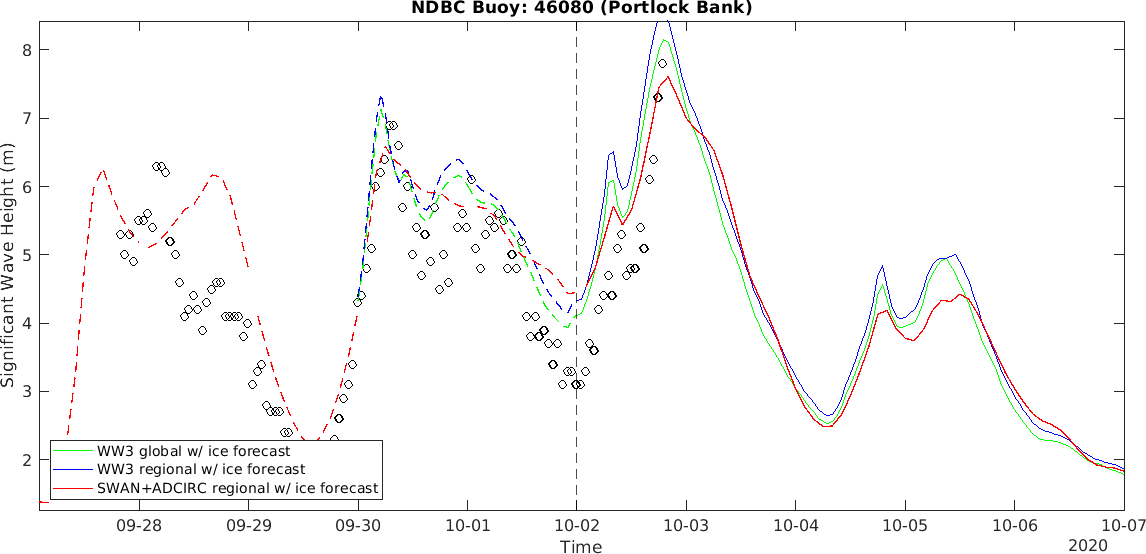 NDBC Buoy: 46080 (Portlock Bank)
Significant Wave Height (m)
8
7
6
5
4
3
2
WW3 global w/ ice forecast
WW3 regional w/ ice forecast
SWAN+ADCIRC regional w/ ice forecast
09-28 09-29 09-30 10-01 10-02 10-03 10-04 10-05 10-06 10-07
Time
2020